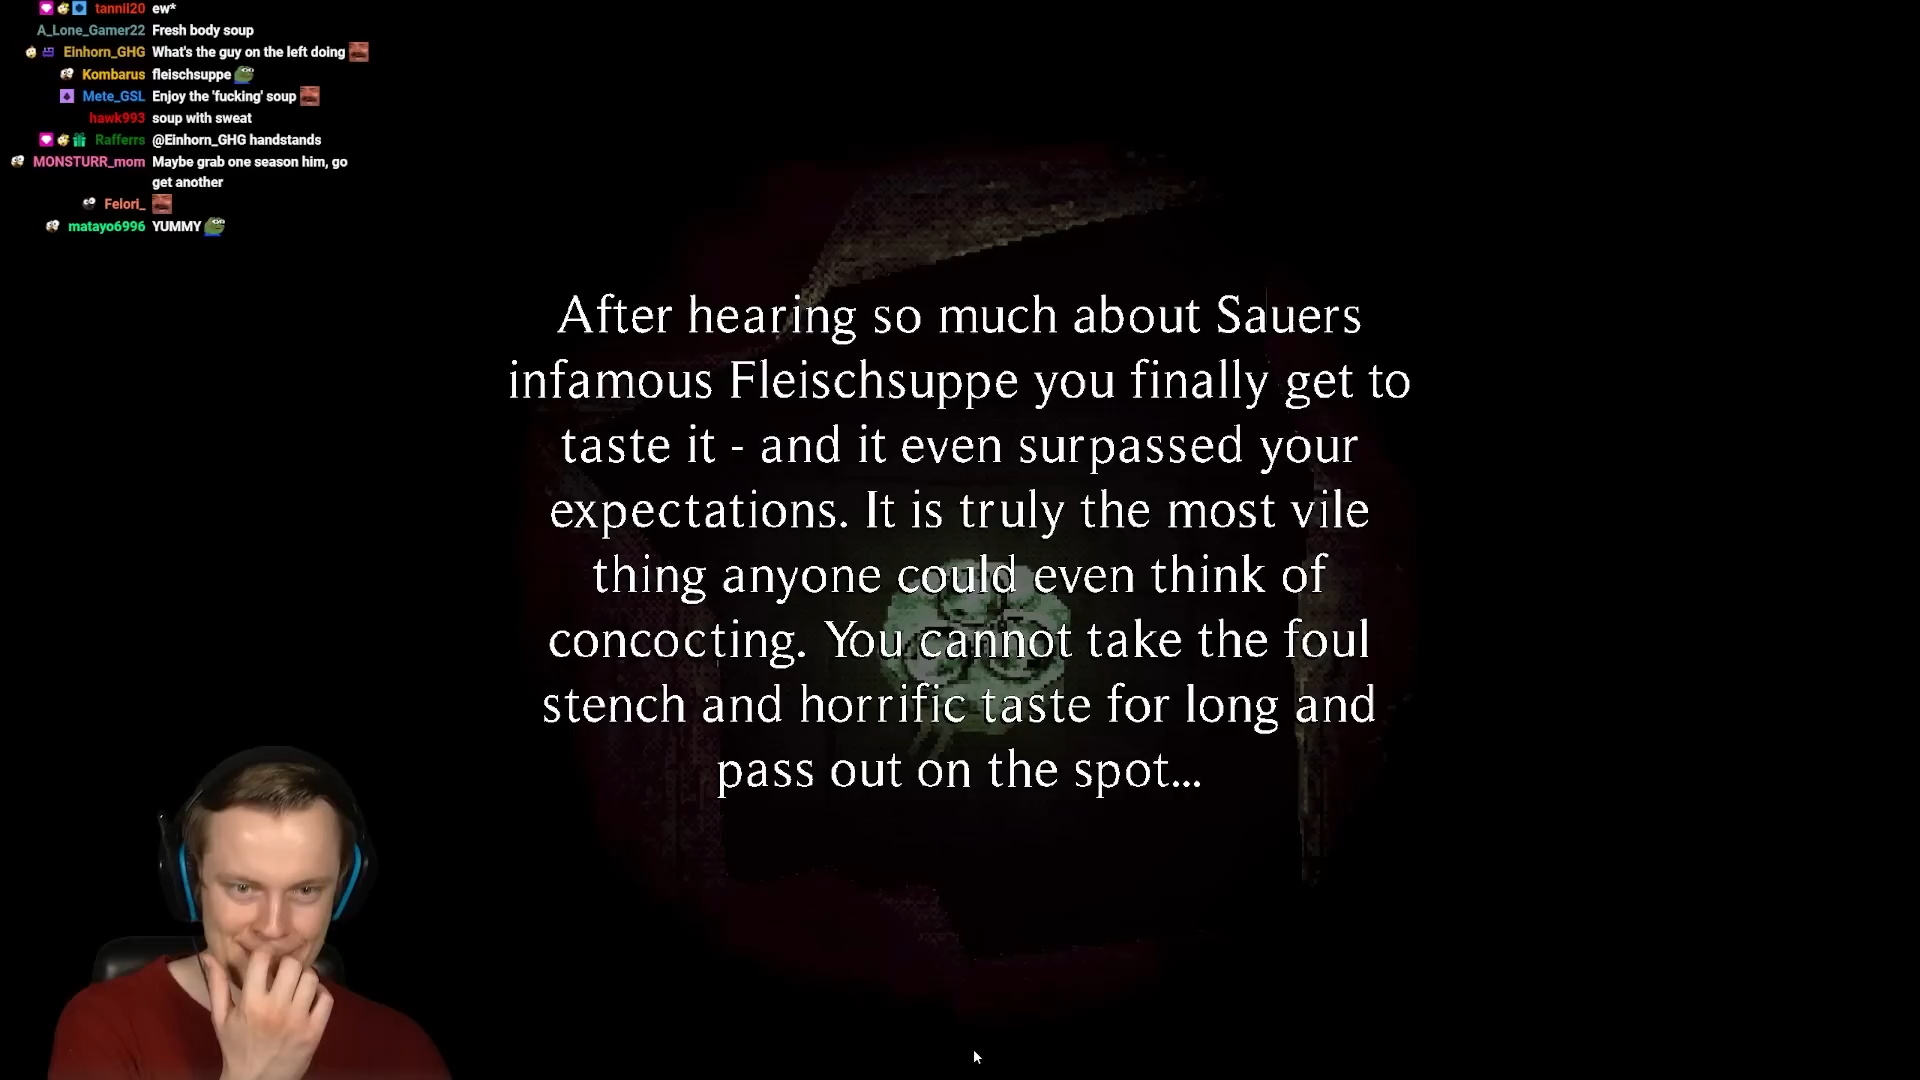 tannii20 ew*
A_Lone_Gamer22 Fresh body soup
Einhorn_GHG What's the guy on the left doing
Kombarus fleischsuppe
Mete_GSL Enjoy the 'fucking' soup
hawk993 soup with sweat
Rafferrs @Einhorn_GHG handstands
MONSTURR_mom Maybe grab one season him, go
get another
Felori_
matayo6996 YUMMY
After hearing so much about Sauers
infamous Fleischsuppe you finally get to
taste it - and it even surpassed your
expectations. It is truly the most vile
thing anyone could even think of
concocting. You cannot take the foul
stench and horrific taste for long and
pass out on the spot...